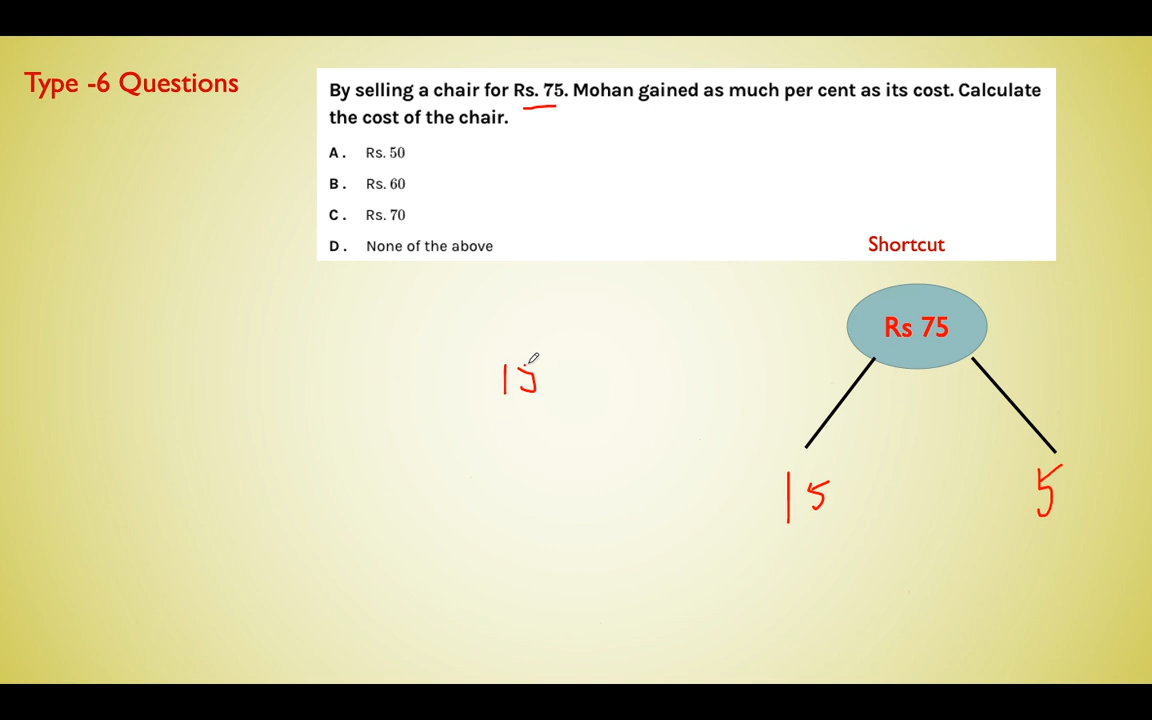 Type -6 Questions
By selling a chair for Rs. 75. Mohan gained as much per cent as its cost. Calculate
the cost of the chair.
A. Rs. 50
B. Rs. 60
C. Rs. 70
D. None of the above
Shortcut
Rs 75
15
15
5